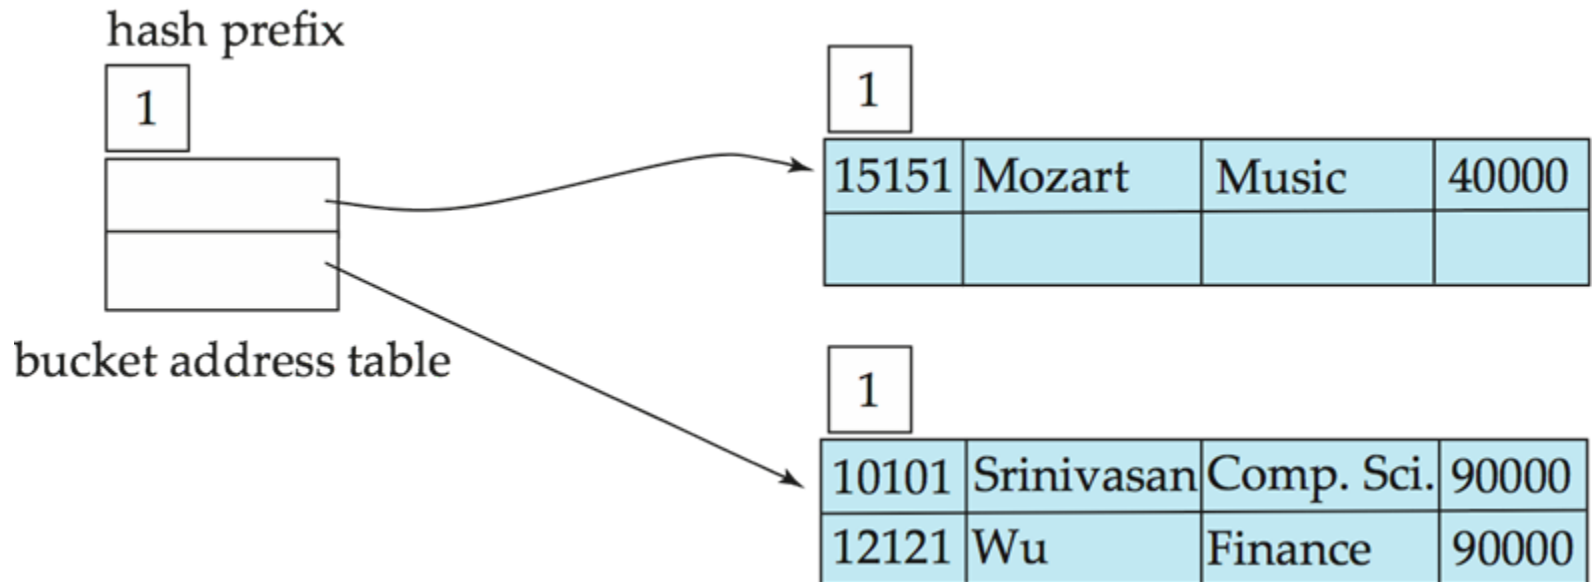 hash prefix
1
bucket address table
1
15151 Mozart Music 40000
1
10101 Srinivasan Comp. Sci. 90000
12121 Wu Finance 90000